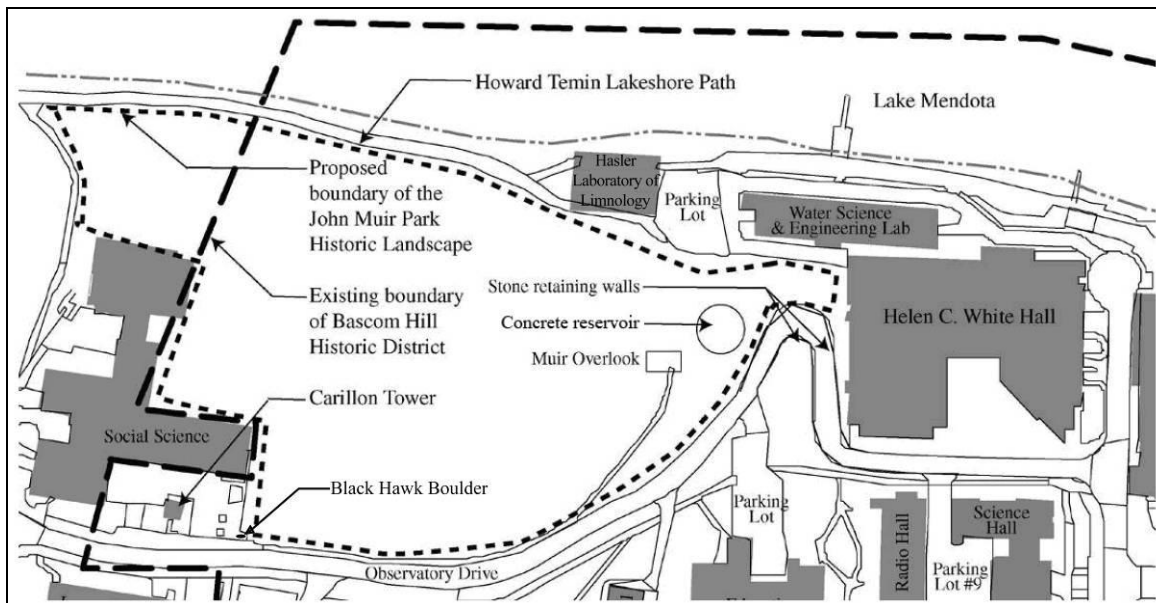 Howard Temin Lakeshore Path
Lake Mendota
Proposed
boundary of the
John Muir Park
Historic Landscape
Hasler
Laboratory of
Limnology
Parking
Lot
Water Science
& Engineering Lab
Existing boundary
of Bascom Hill
Historic District
Stone retaining walls
Concrete reservoir
Muir Overlook
Helen C. White Hall
Carillon Tower
Social Science
Black Hawk Boulder
Parking
Lot
Radio Hall
Science
Hall
Parking
Lot #9
Observatory Drive